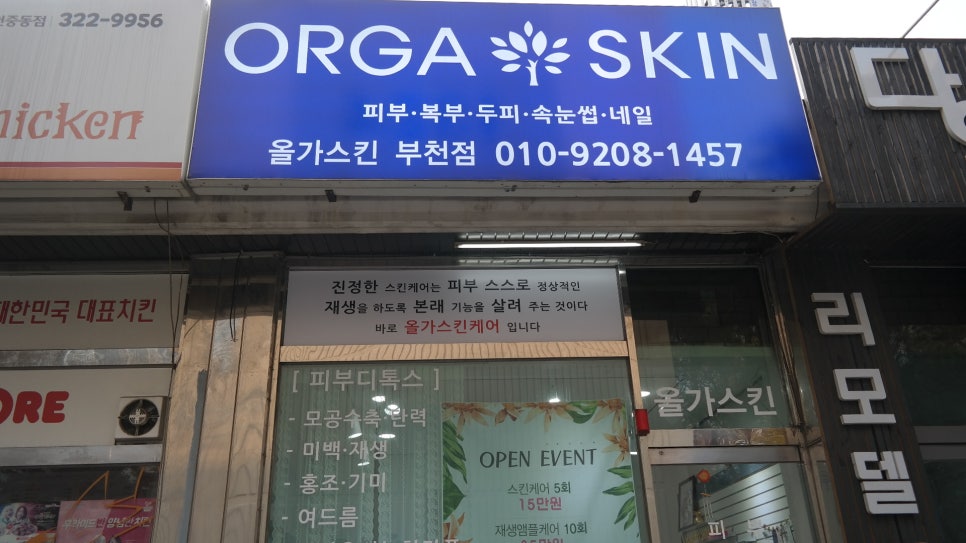 322-9956
ORGA SKIN
피부·복부·두피·속눈썹·네일
올가스킨 부천점 010-9208-1457
대한민국 대표치킨
진정한 스킨케어는 피부 스스로 정상적인
재생을 하도록 본래 기능을 살려 주는 것이다
바로 올가스킨케어 입니다
[ 피부디톡스 ]
- 모공수축·탄력
- 미백·재생
- 홍조·기미
- 여드름
OPEN EVENT
스킨케어 5회
15만원
재생앰플케어 10회
올가스킨
리모델